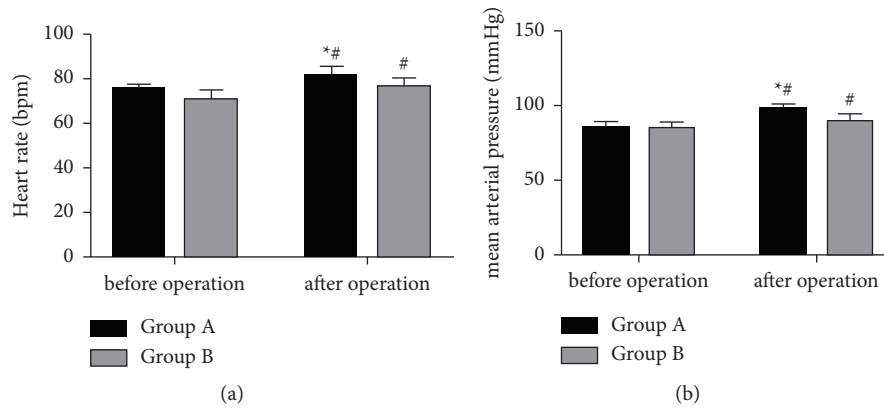 100
80
60
40
20
0
Heart rate (bpm)
*#
#
before operation
after operation
Group A
Group B
(a)
150
100
50
0
mean arterial pressure (mmHg)
*#
#
before operation
after operation
Group A
Group B
(b)